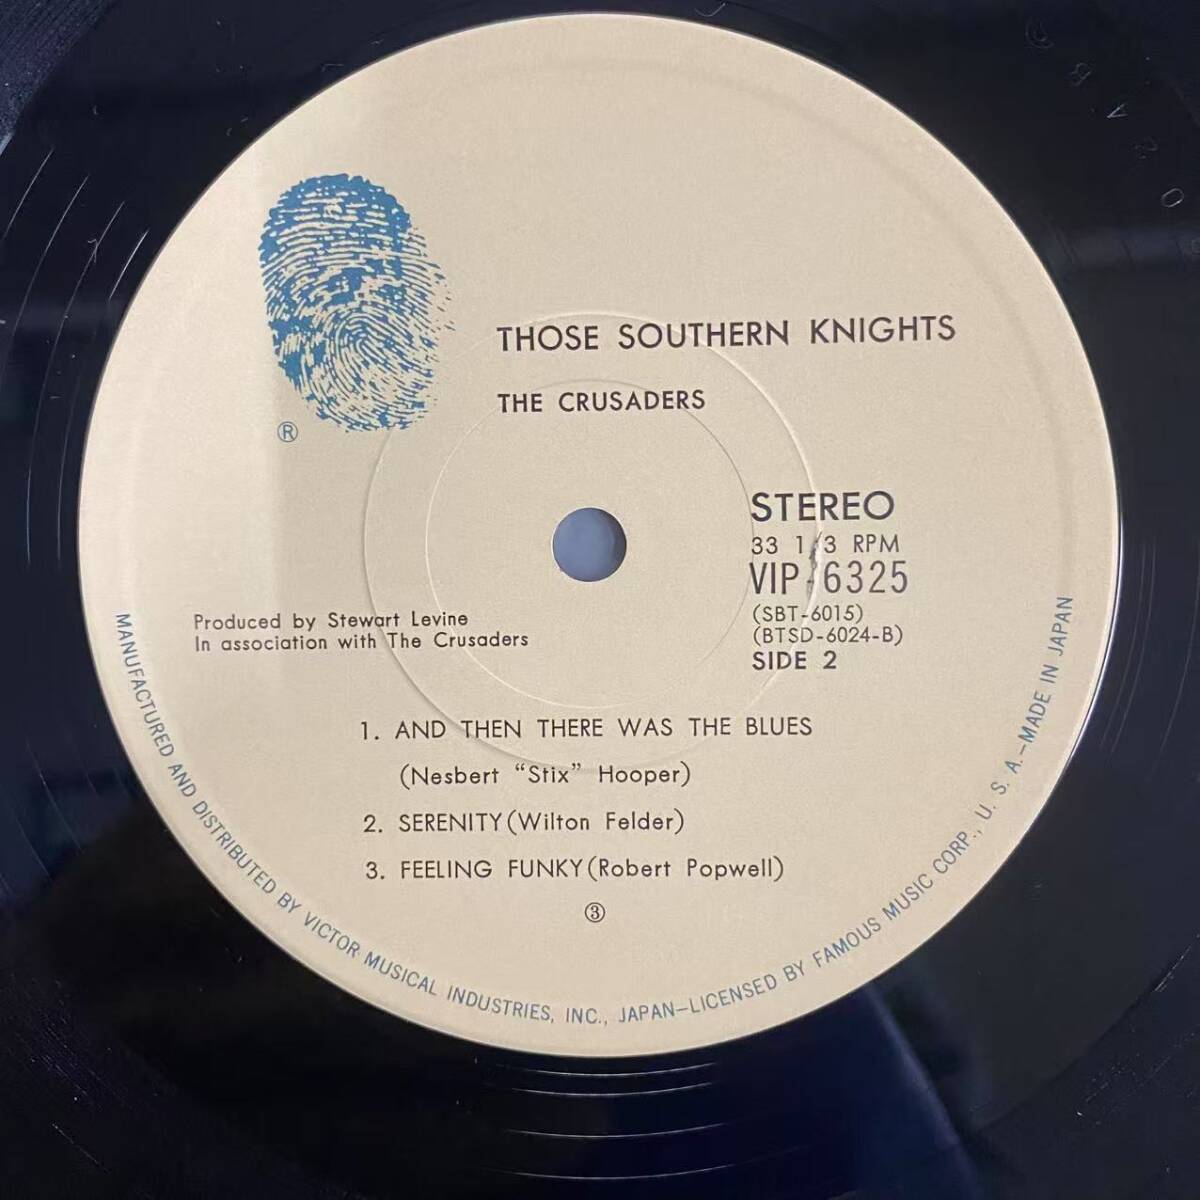 THOSE SOUTHERN KNIGHTS
THE CRUSADERS
®
STEREO
33 1/3 RPM
VIP-6325
(SBT-6015)
(BTSD-6024-B)
SIDE 2
Produced by Stewart Levine
In association with The Crusaders
1. AND THEN THERE WAS THE BLUES
(Nesbert “Stix” Hooper)
2. SERENITY(Wilton Felder)
3. FEELING FUNKY(Robert Popwell)
③
MANUFACTURED AND DISTRIBUTED BY VICTOR MUSICAL INDUSTRIES, INC., JAPAN—LICENSED BY FAMOUS MUSIC CORP., U. S. A.—MADE IN JAPAN